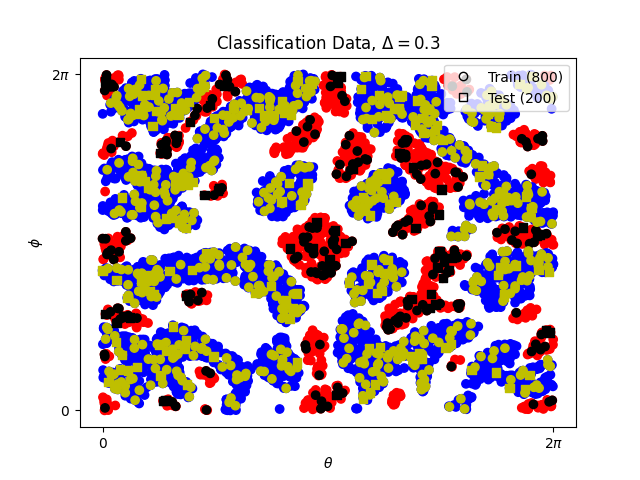 Classification Data, Δ = 0.3
2π
Train (800)
Test (200)
ϕ
0
0
2π
θ